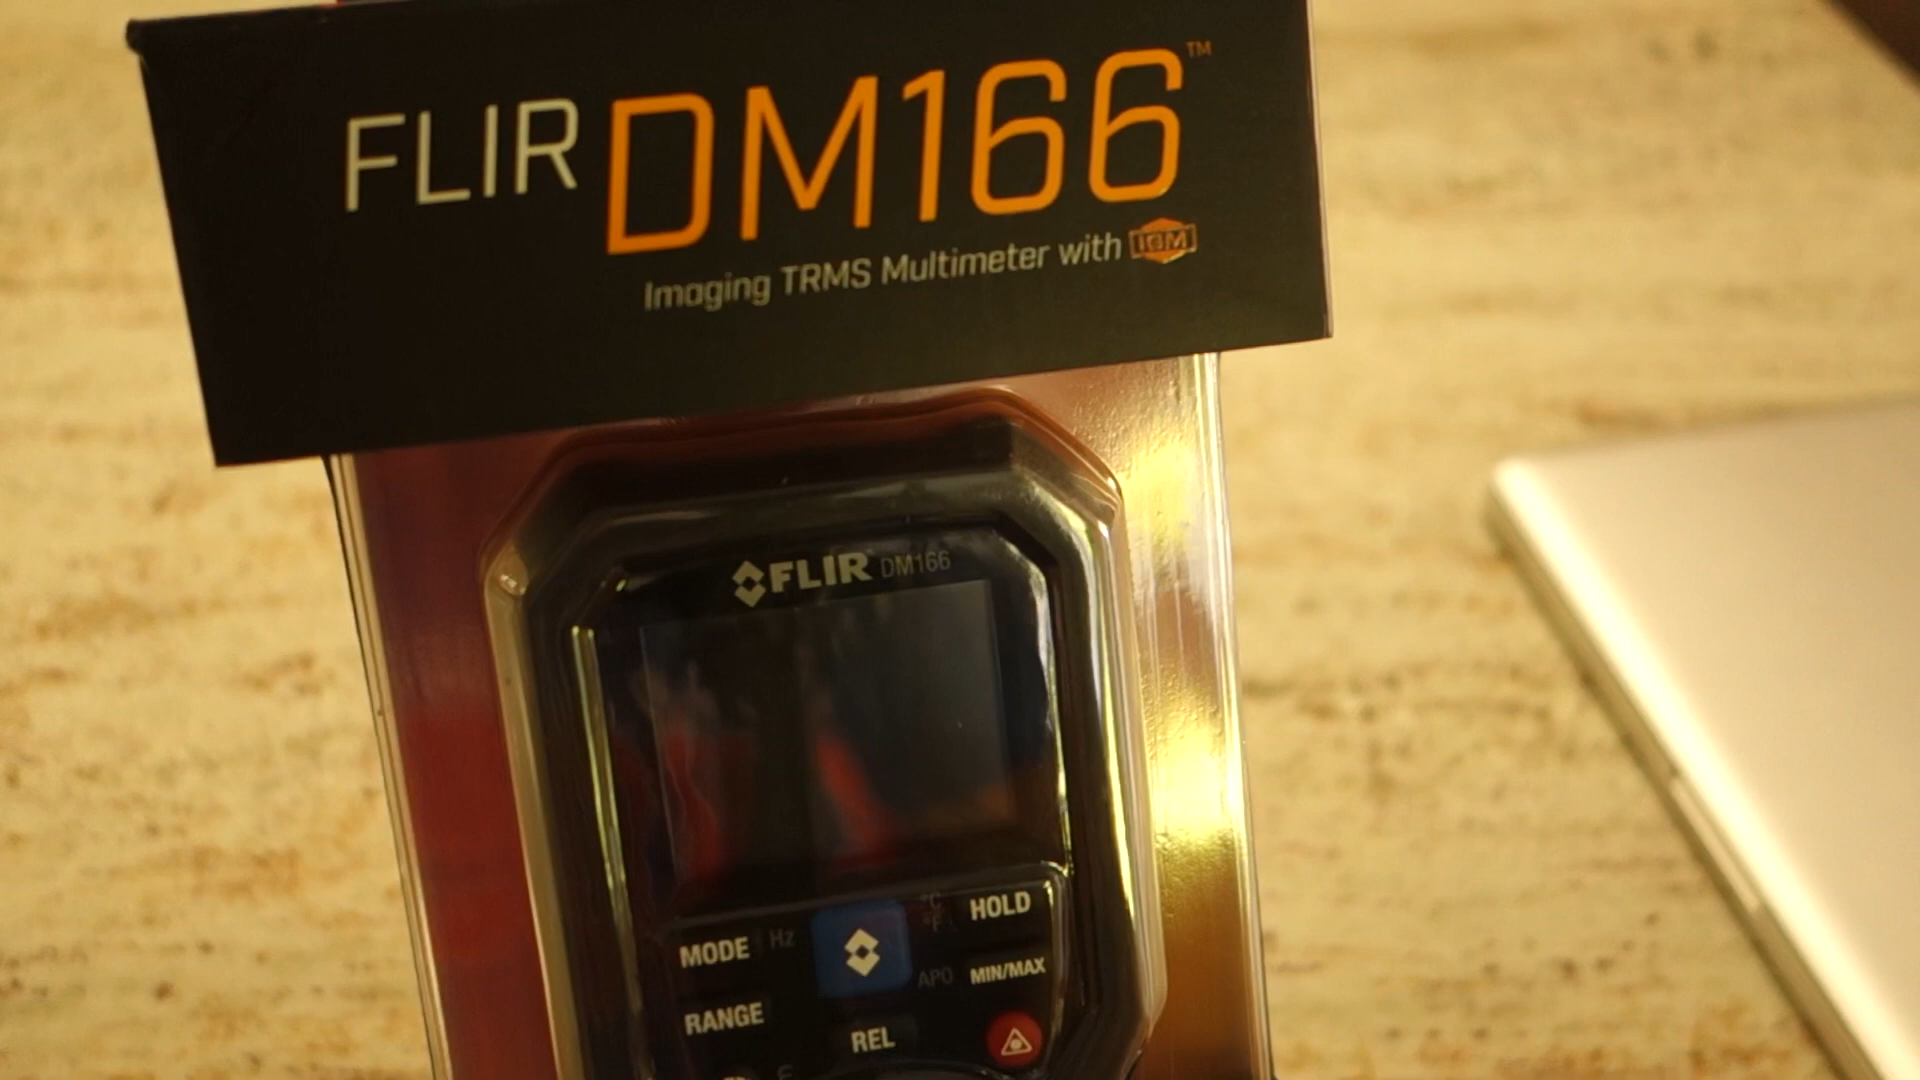 FLIR DM166™
Imaging TRMS Multimeter with IGM
FLIR DM166
MODE Hz °C °F HOLD
APO MIN/MAX
RANGE
REL